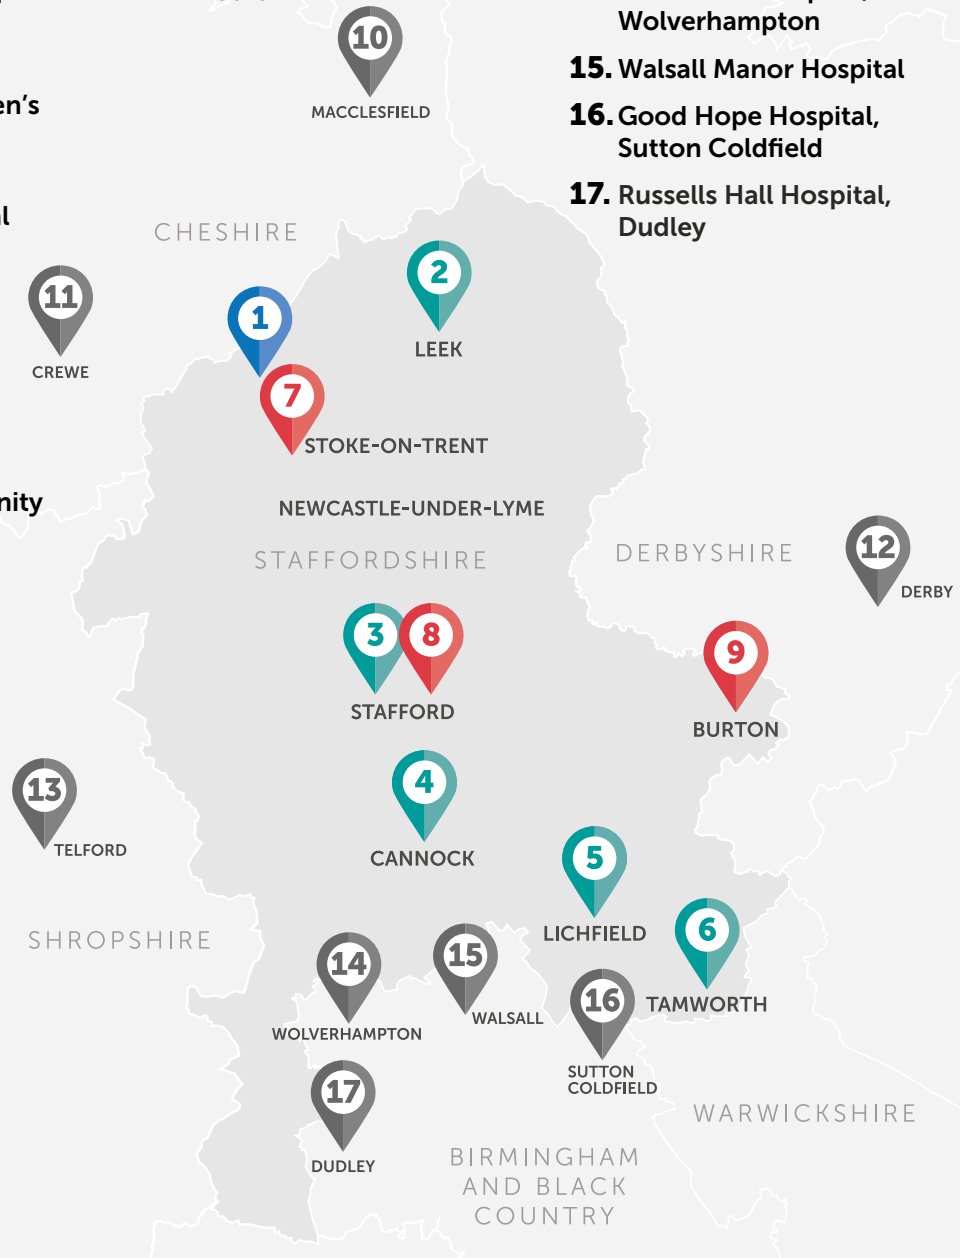 Wolverhampton
15. Walsall Manor Hospital
16. Good Hope Hospital,
Sutton Coldfield
17. Russells Hall Hospital,
Dudley
en's
al
nity
10
MACCLESFIELD
CHESHIRE
2
LEEK
11
CREWE
1
7
STOKE-ON-TRENT
NEWCASTLE-UNDER-LYME
STAFFORDSHIRE
DERBYSHIRE
12
DERBY
3
8
STAFFORD
9
BURTON
13
TELFORD
4
CANNOCK
5
LICHFIELD
6
TAMWORTH
SHROPSHIRE
14
WOLVERHAMPTON
15
WALSALL
16
SUTTON
COLDFIELD
17
DUDLEY
WARWICKSHIRE
BIRMINGHAM
AND BLACK
COUNTRY